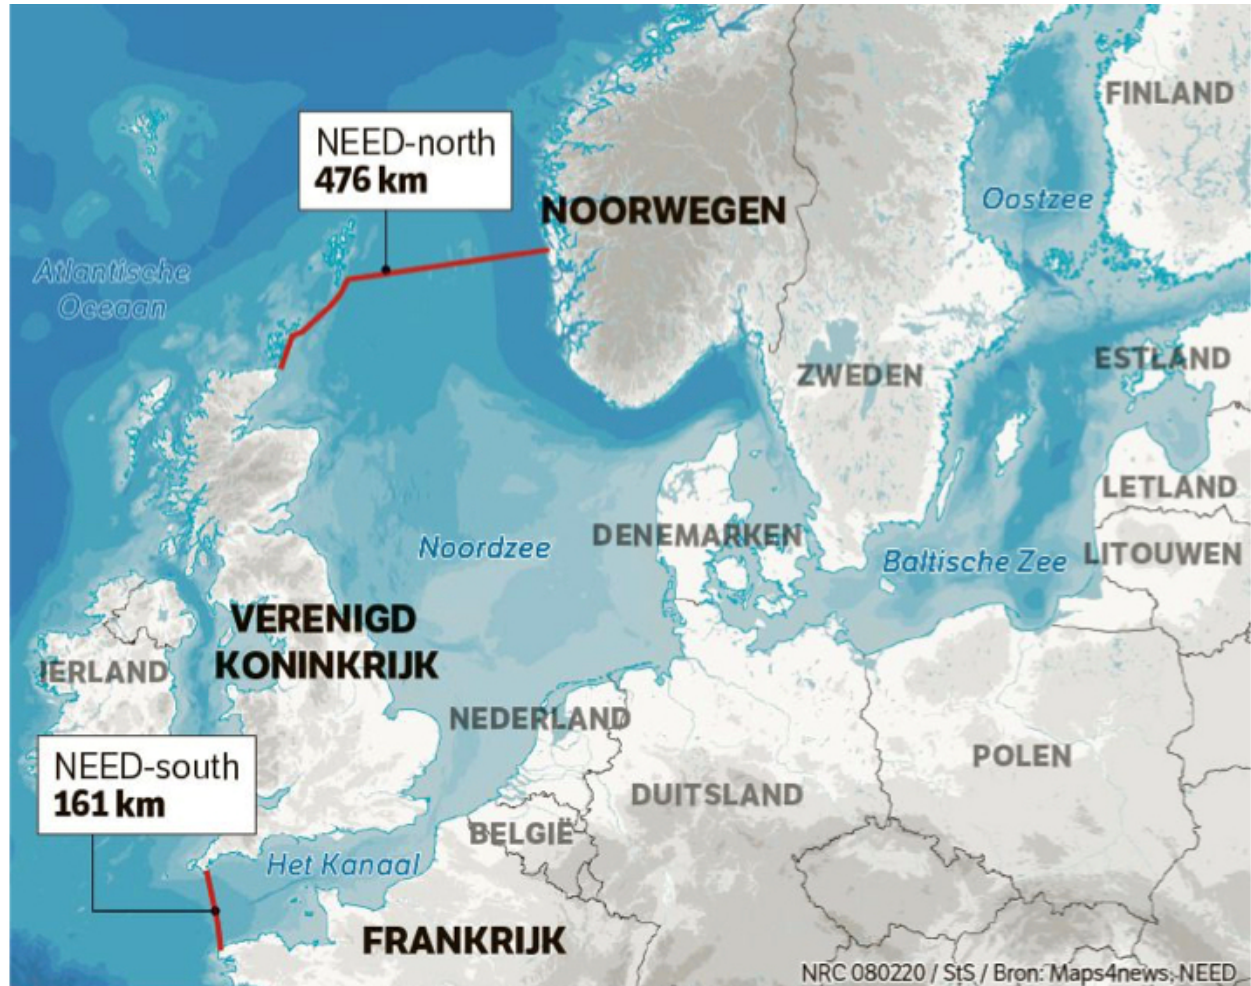 FINLAND
NEED-north
476 km
NOORWEGEN
Oostzee
Atlantische
Oceaan
ZWEDEN
ESTLAND
LETLAND
DENEMARKEN
Noordzee
Baltische Zee
LITOUWEN
VERENIGD
KONINKRIJK
IERLAND
NEDERLAND
NEED-south
161 km
POLEN
DUITSLAND
BELGIË
Het Kanaal
FRANKRIJK
NRC 080220 / StS / Bron: Maps4news, NEED